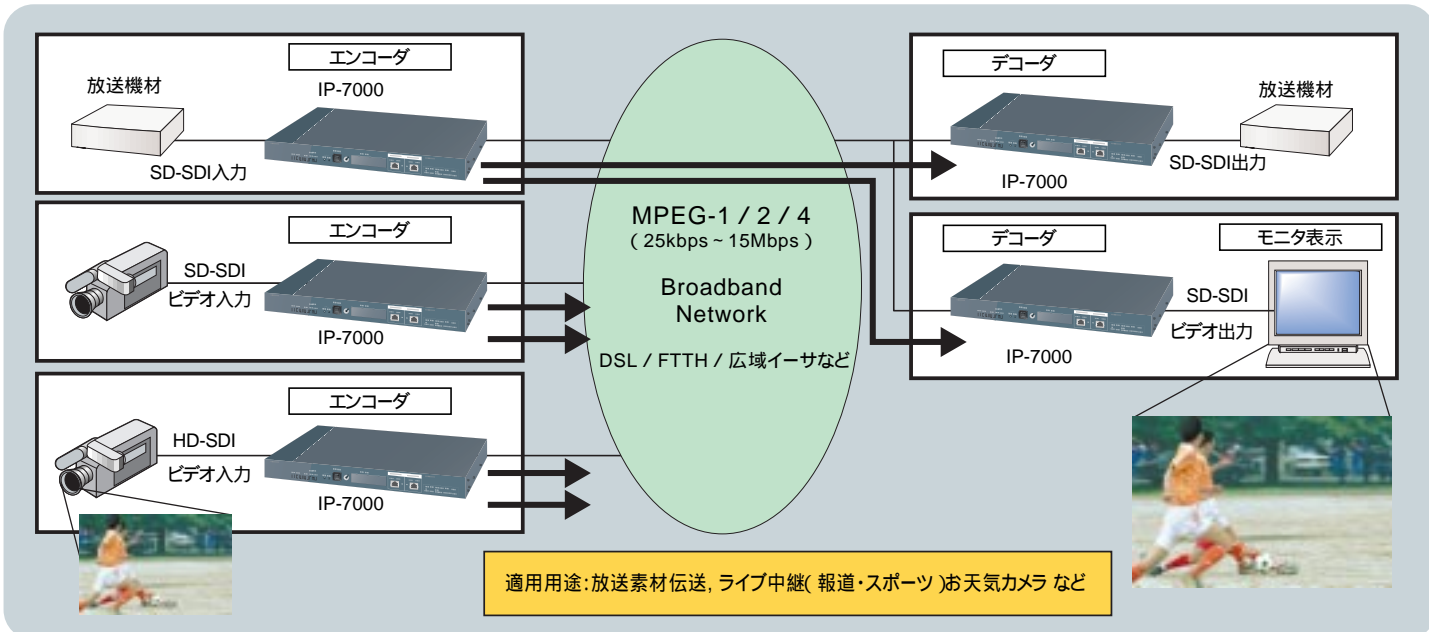 エンコーダ
放送機材
IP-7000
SD-SDI入力
エンコーダ
SD-SDI
ビデオ入力
IP-7000
エンコーダ
HD-SDI
ビデオ入力
IP-7000
MPEG-1 / 2 / 4
( 25kbps ~ 15Mbps )
Broadband
Network
DSL / FTTH / 広域イーサなど
デコーダ
放送機材
SD-SDI出力
IP-7000
デコーダ
モニタ表示
SD-SDI
ビデオ出力
IP-7000
適用用途:放送素材伝送, ライブ中継( 報道・スポーツ )お天気カメラ など